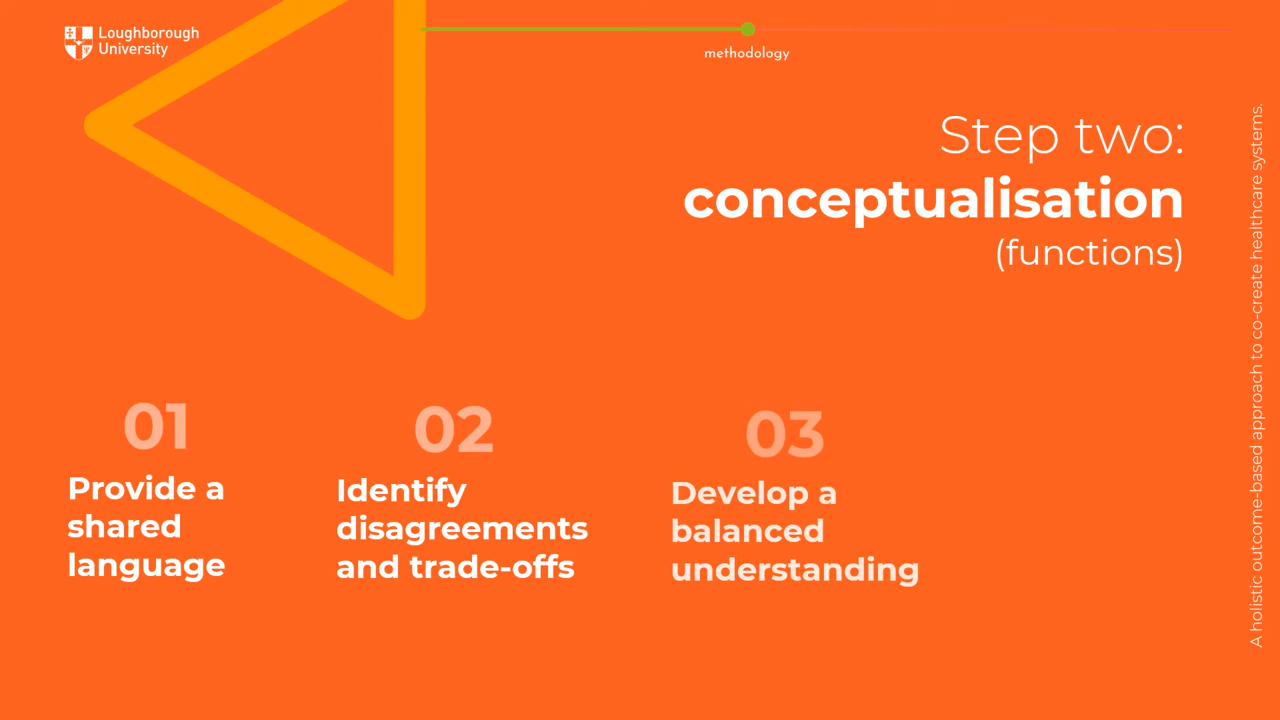 Loughborough
University
methodology
Step two:
conceptualisation
(functions)
01
Provide a
shared
language
02
Identify
disagreements
and trade-offs
03
Develop a
balanced
understanding
A holistic outcome-based approach to co-create healthcare systems.